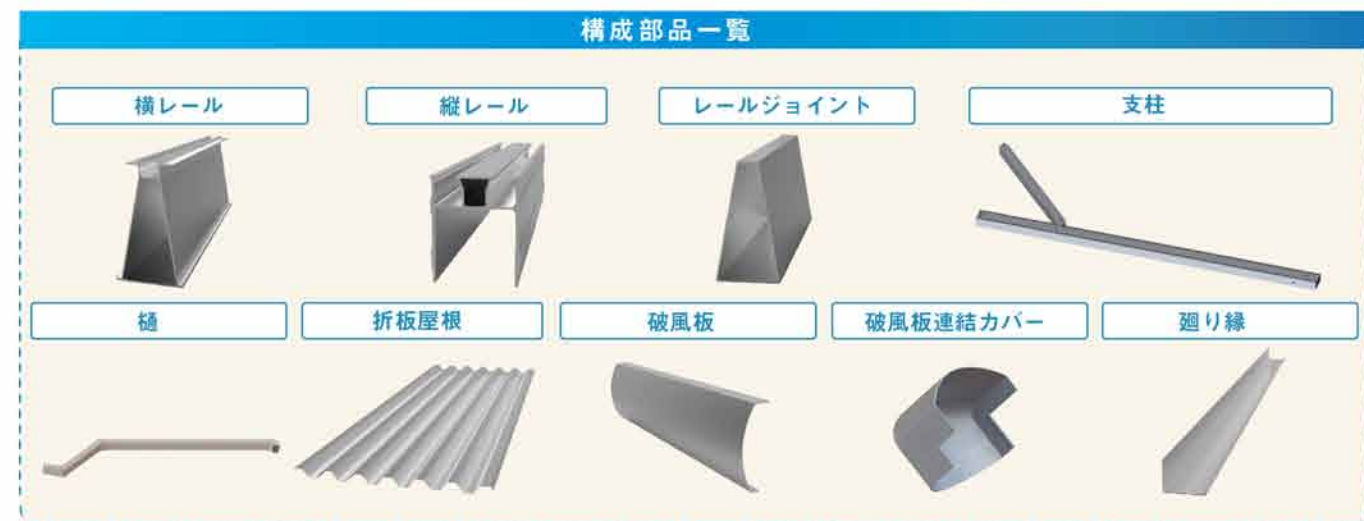 構成部品一覧
横レール
縦レール
レールジョイント
支柱
樋
折板屋根
破風板
破風板連結カバー
廻り縁